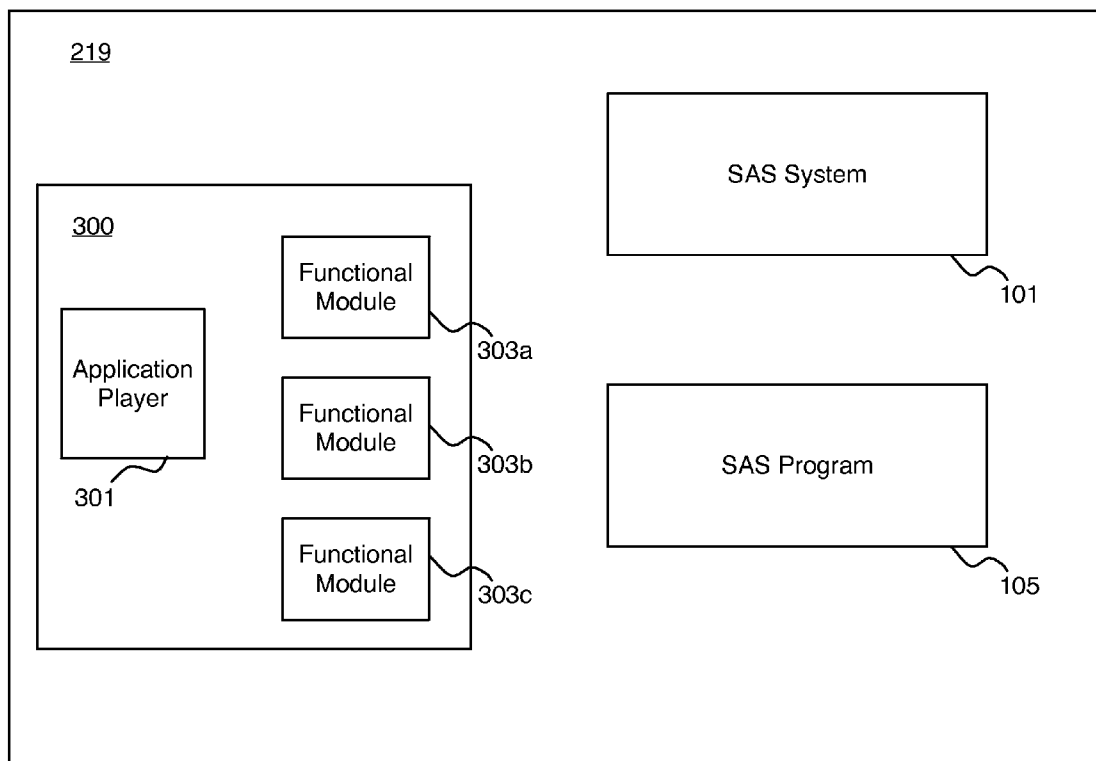 219
SAS System
101
300
Functional
Module
303a
Application
Player
301
Functional
Module
303b
SAS Program
105
Functional
Module
303c